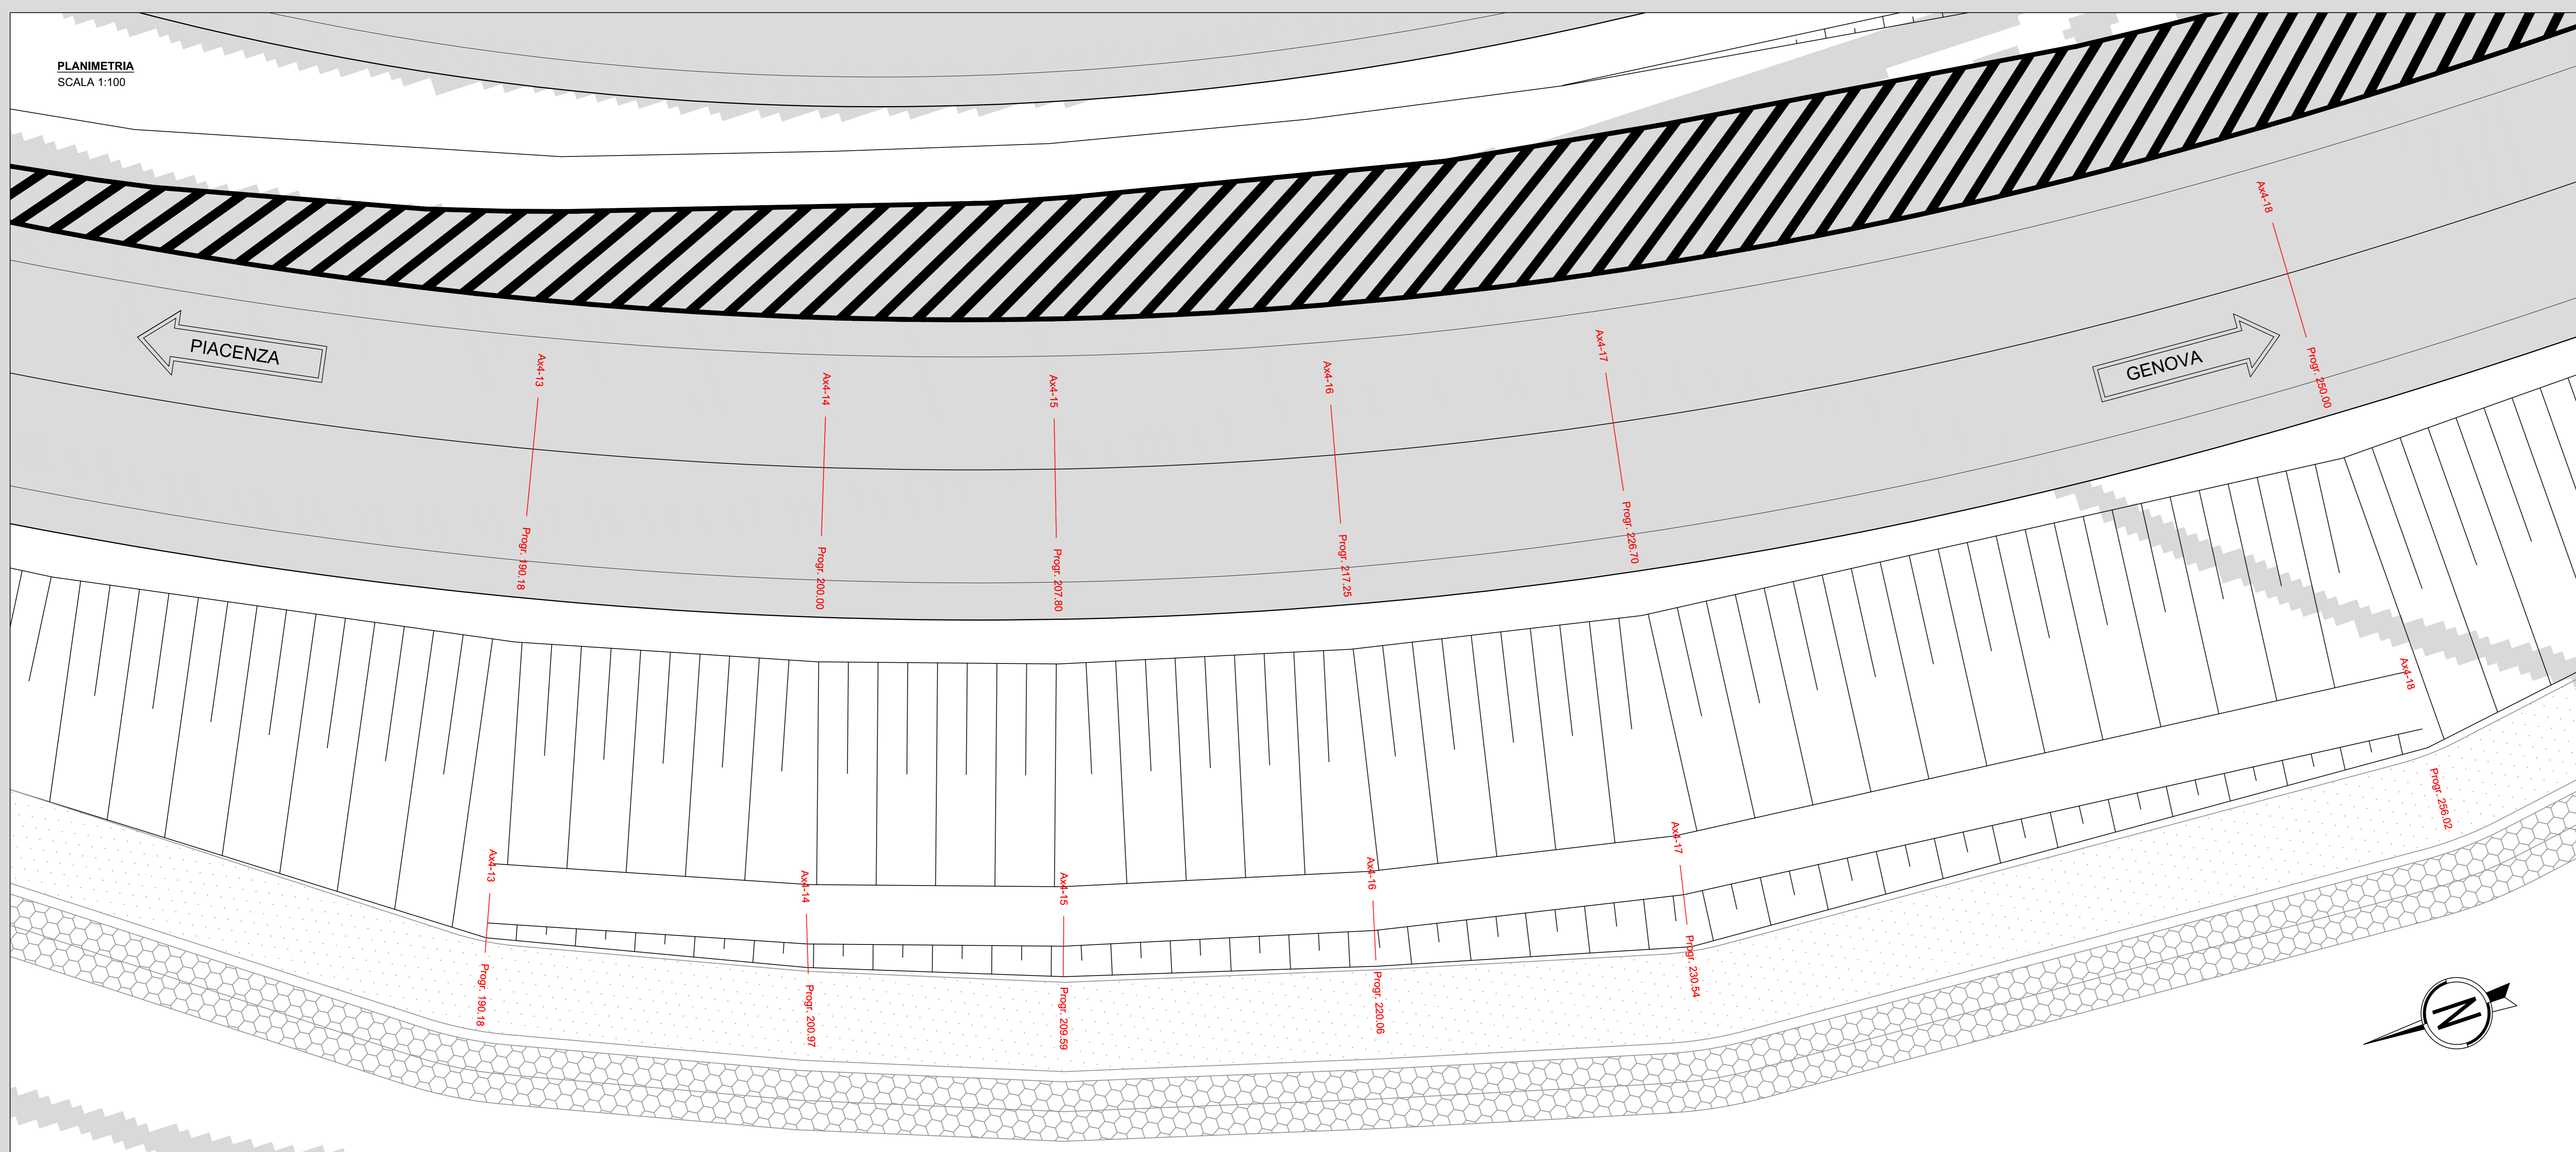 PLANIMETRIA
SCALA 1:100
PIACENZA
GENOVA
Ax4-13
Progr. 190.18
Ax4-14
Progr. 200.00
Ax4-15
Progr. 207.80
Ax4-16
Progr. 217.25
Ax4-17
Progr. 226.70
Ax4-18
Progr. 250.00
Ax4-13
Progr. 190.18
Ax4-14
Progr. 200.97
Ax4-15
Progr. 209.59
Ax4-16
Progr. 220.06
Ax4-17
Progr. 230.54
Ax4-18
Progr. 256.02
N